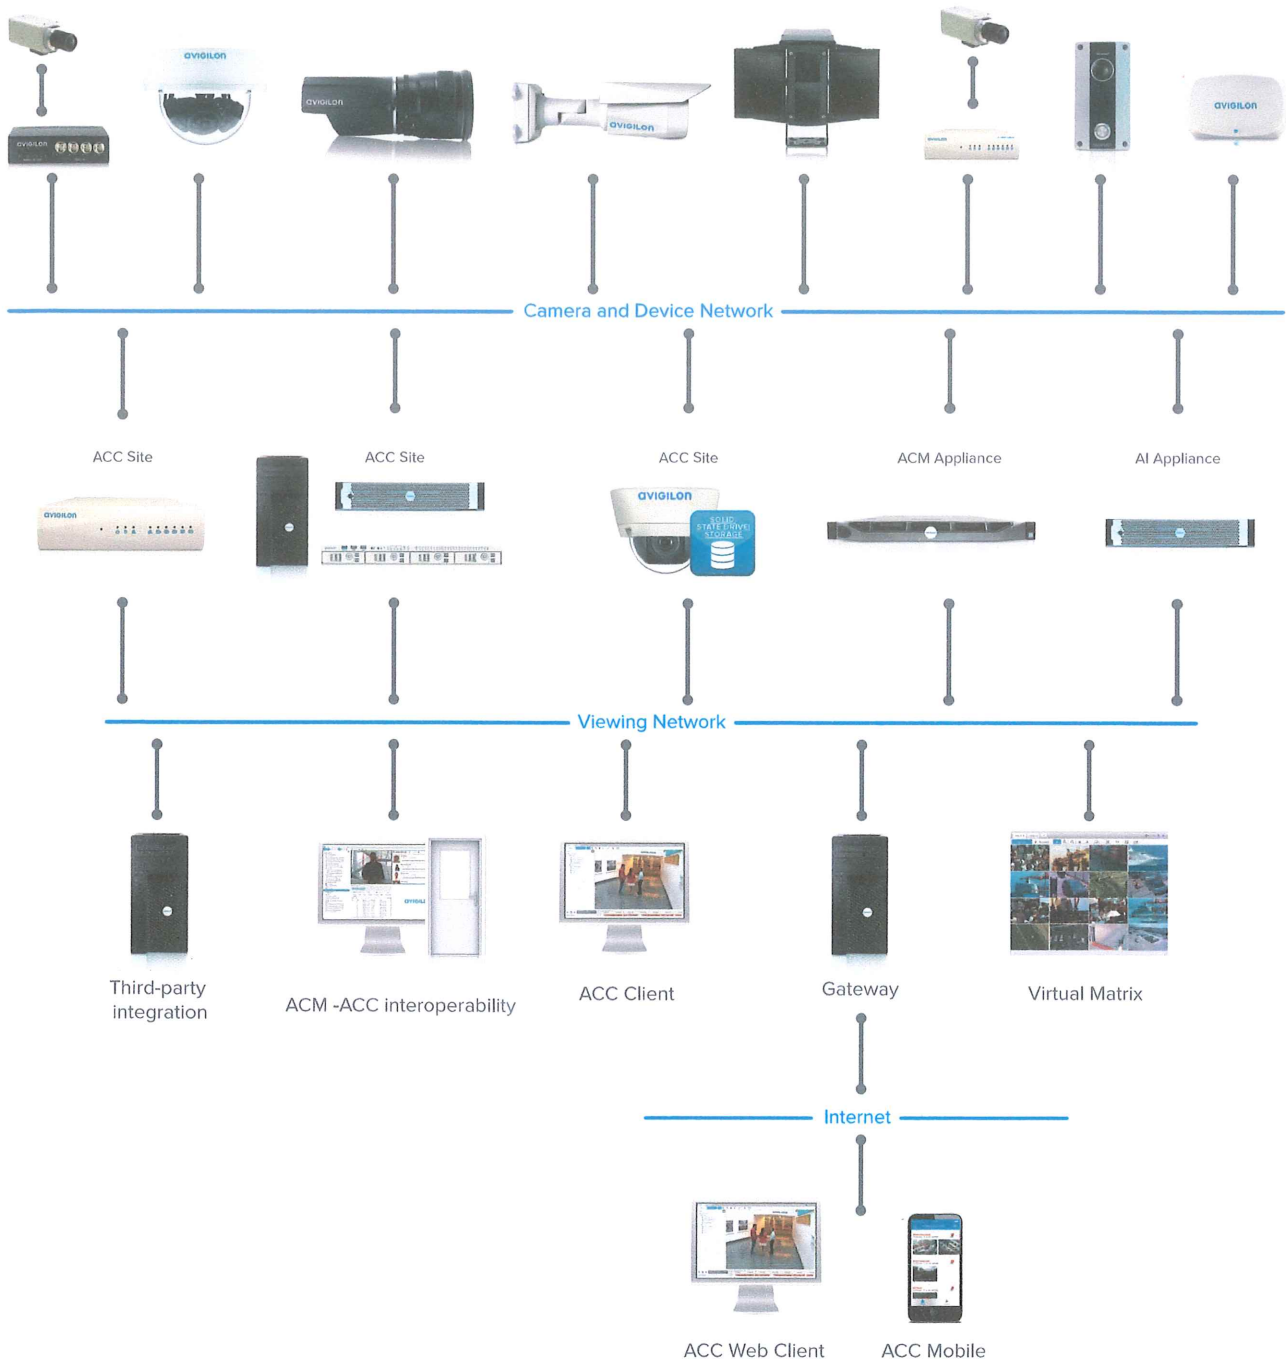 avigilon
avigilon
avigilon
avigilon
avigilon
avigilon
Camera and Device Network
ACC Site
ACC Site
ACC Site
ACM Appliance
AI Appliance
avigilon
avigilon
SOLID
STATE DRIVE
STORAGE
Viewing Network
Third-party
integration
ACM -ACC interoperability
ACC Client
Gateway
Virtual Matrix
Internet
ACC Web Client
ACC Mobile